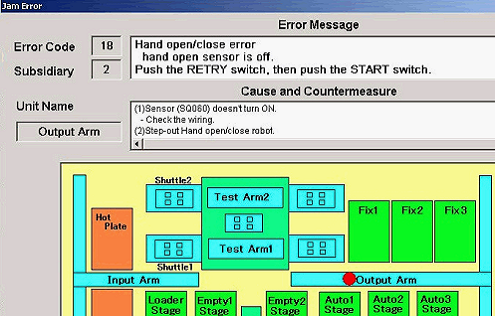 Jam Error
Error Message
Error Code 18
Hand open/close error
hand open sensor is off.
Subsidiary 2
Push the RETRY switch, then push the START switch.
Cause and Countermeasure
Unit Name
(1)Sensor (SQ060) doesn't turn ON.
- Check the wiring.
Output Arm
(2)Step-out Hand open/close robot.
Shuttle2
Test Arm2
Hot
Plate
Fix1 Fix2 Fix3
Test Arm1
Shuttle1
Input Arm
Output Arm
Loader
Stage
Empty1
Stage
Empty2
Stage
Auto1
Stage
Auto2
Stage
Auto3
Stage